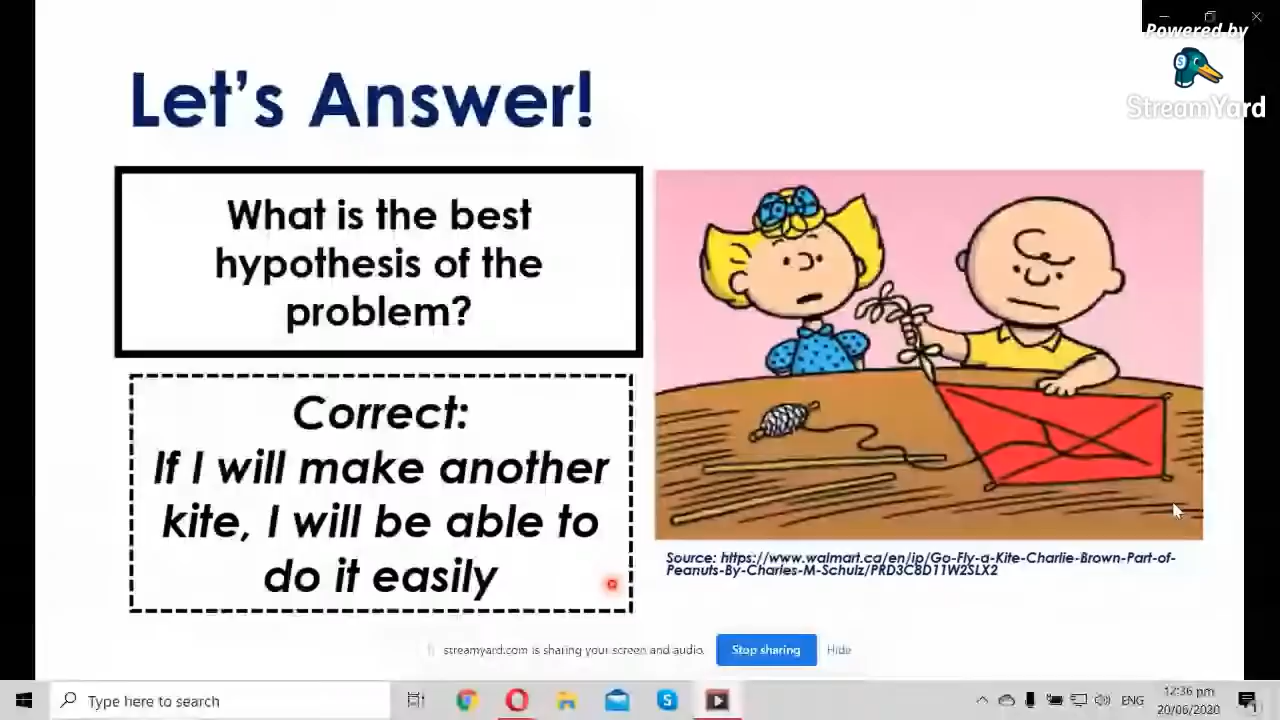 Powered by
StreamYard
Let's Answer!
What is the best
hypothesis of the
problem?
Correct:
If I will make another
kite, I will be able to
do it easily
Source: https://www.walmart.ca/en/ip/Go-Fly-a-Kite-Charlie-Brown-Part-of-
Peanuts-By-Charles-M-Schulz/PRD3C8D11W2SLX2
streamyard.com is sharing your screen and audio.
Stop sharing
Hide
Type here to search
ENG
12:36 pm
20/06/2020